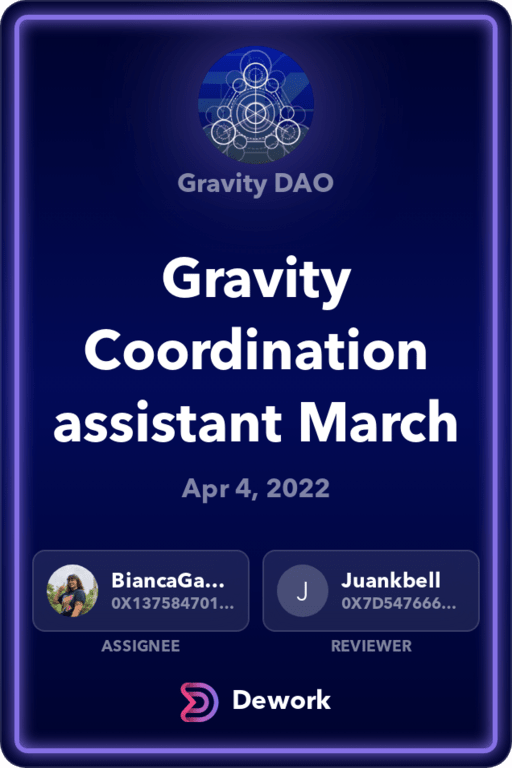 Gravity DAO
Gravity
Coordination
assistant March
Apr 4, 2022
BiancaGa...
0X137584701...
ASSIGNEE
J
Juankbell
0X7D547666...
REVIEWER
Dework